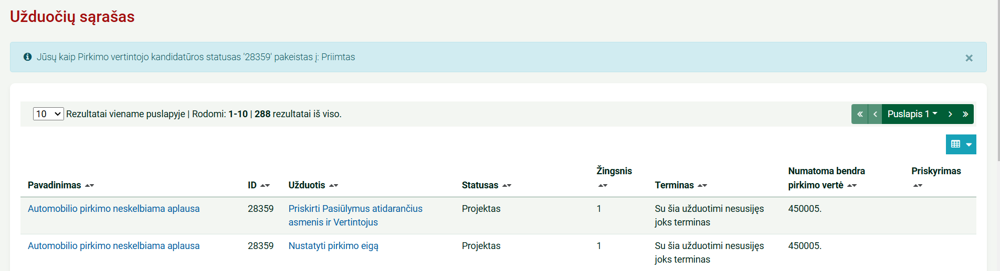 Užduočių sąrašas
Jūsų kaip Pirkimo vertintojo kandidatūros statusas '28359' pakeistas į: Priimtas
10 Rezultatai viename puslapyje | Rodomi: 1-10 | 288 rezultatai iš viso.
Puslapis 1
Pavadinimas ID Užduotis Statusas Žingsnis Terminas Numatoma bendra pirkimo vertė Priskyrimas
Automobilio pirkimo neskelbiama aplausa 28359 Priskirti Pasiūlymus atidarančius Projektas 1 Su šia užduotimi nesusijęs 450005.
asmenis ir Vertintojus joks terminas
Automobilio pirkimo neskelbiama aplausa 28359 Nustatyti pirkimo eigą Projektas 1 Su šia užduotimi nesusijęs 450005.
joks terminas